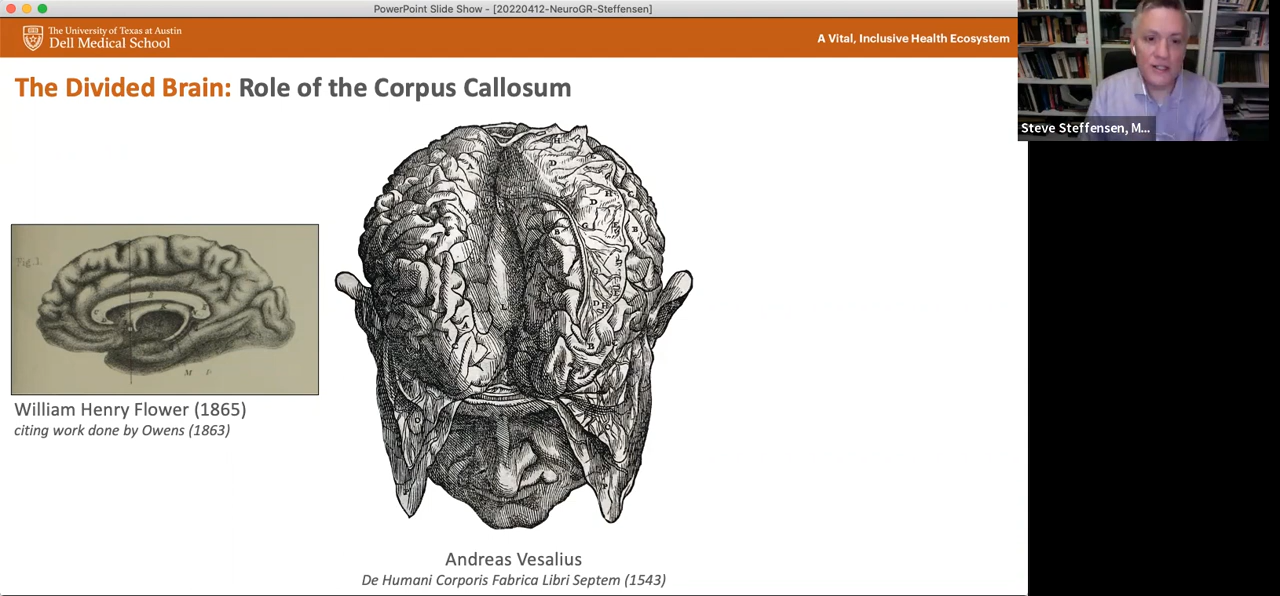 PowerPoint Slide Show - [20220412-NeuroGR-Steffensen]
The University of Texas at Austin
Dell Medical School
A Vital, Inclusive Health Ecosystem
The Divided Brain: Role of the Corpus Callosum
Steve Steffensen, M...
Fig. 1.
William Henry Flower (1865)
citing work done by Owens (1863)
Andreas Vesalius
De Humani Corporis Fabrica Libri Septem (1543)